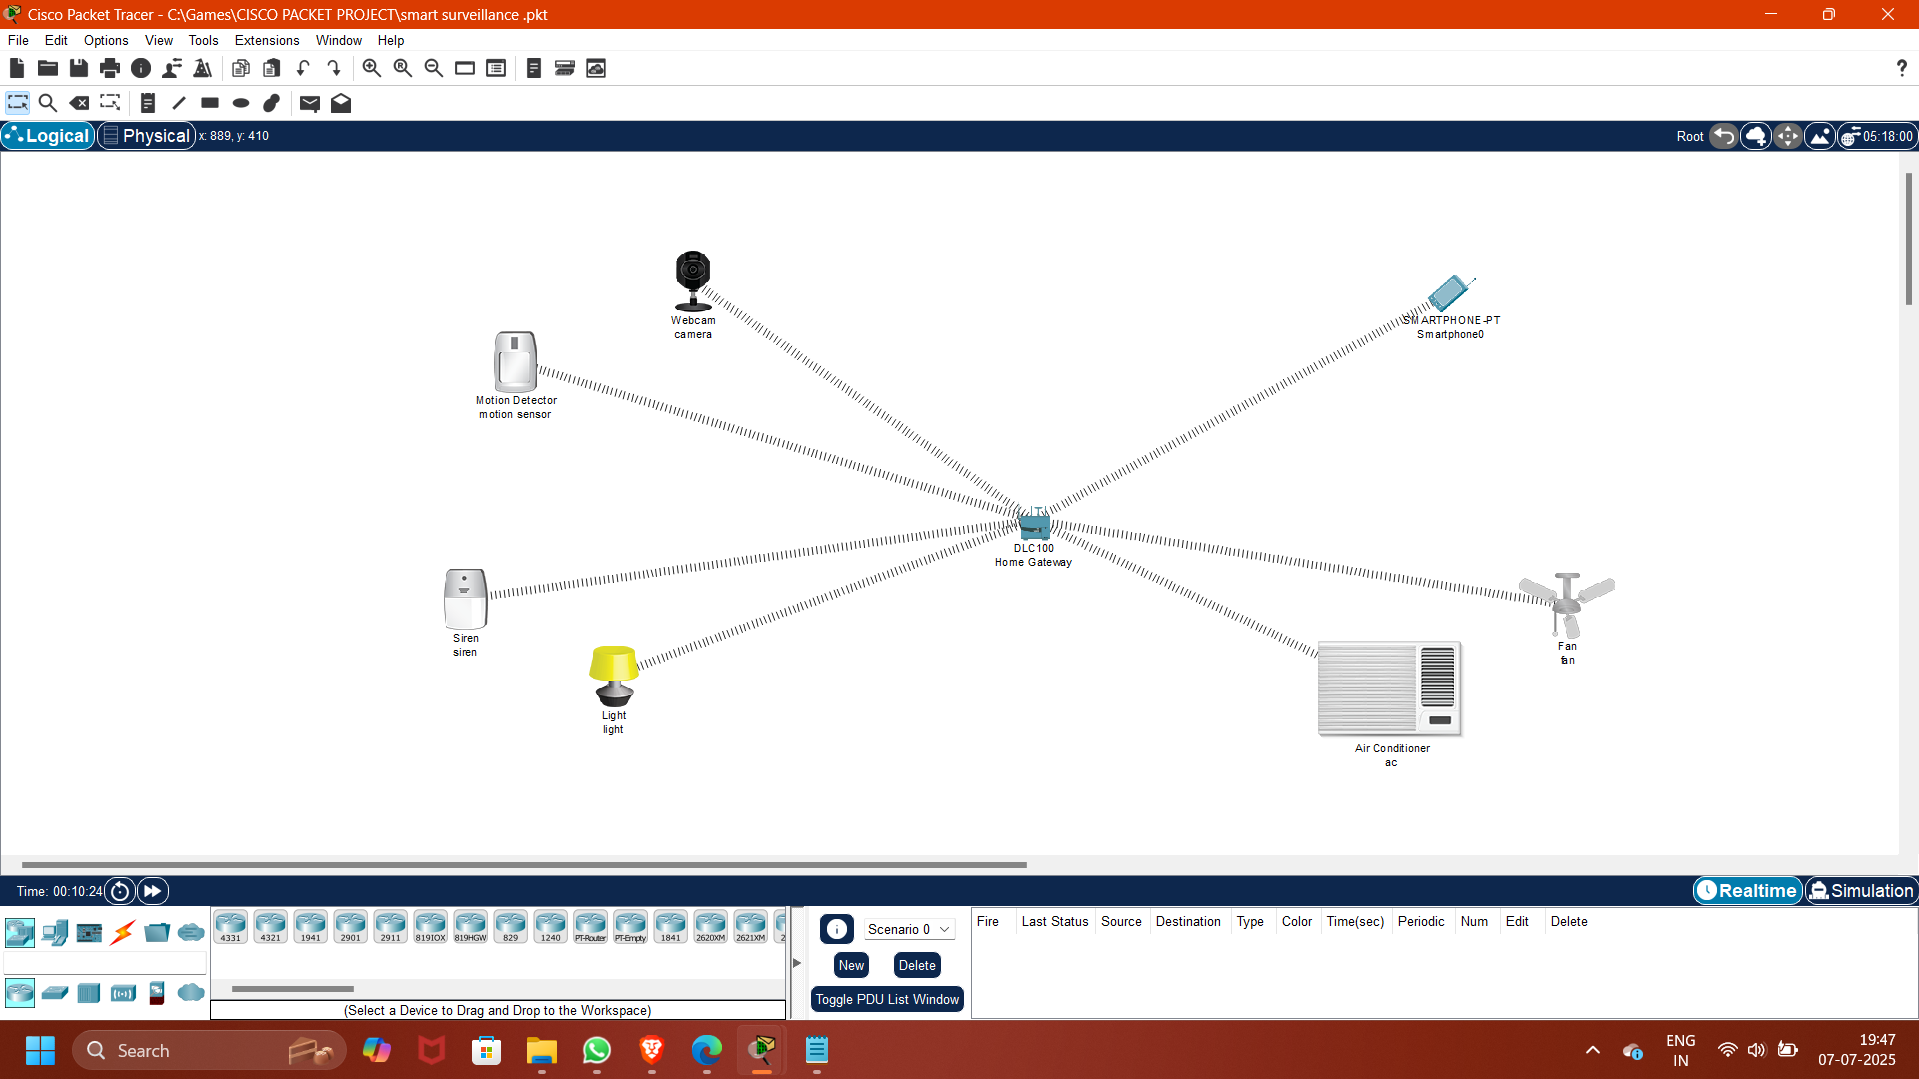 Cisco Packet Tracer - C:\Games\CISCO PACKET PROJECT\smart surveillance .pkt
File Edit Options View Tools Extensions Window Help
?
Logical Physical x: 889, y: 410 Root 05:18:00
Webcam
camera
SMARTPHONE-PT
Smartphone0
Motion Detector
motion sensor
DLC100
Home Gateway
Siren
siren
Fan
fan
Light
light
Air Conditioner
ac
Time: 00:10:24 Realtime Simulation
4331 4321 1941 2901 2911 819IOX 819HGW 829 1240 PT-Router PT-Empty 1841 2620XM 2621XM 2
Scenario 0
New Delete
Toggle PDU List Window
Fire Last Status Source Destination Type Color Time(sec) Periodic Num Edit Delete
(Select a Device to Drag and Drop to the Workspace)
Search
ENG
IN
19:47
07-07-2025